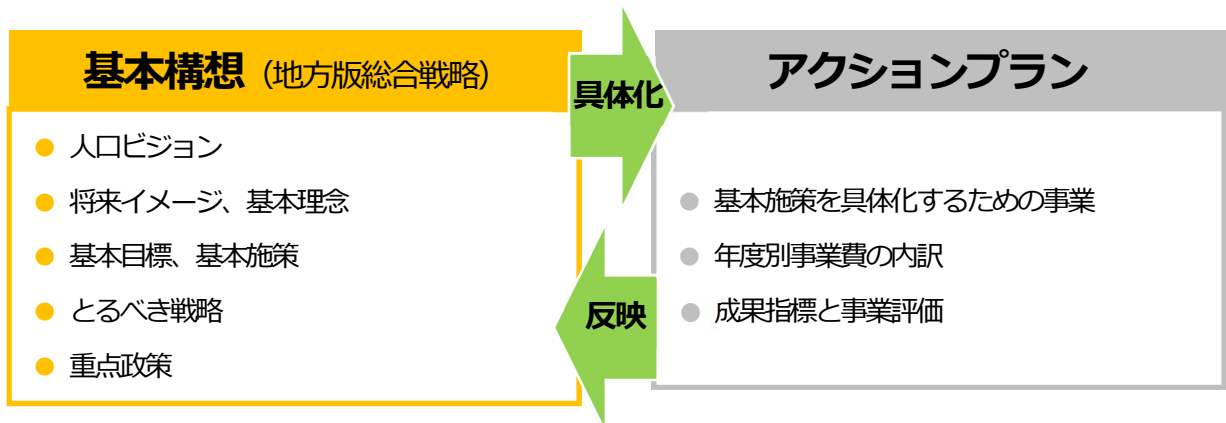 基本構想（地方版総合戦略）
人口ビジョン
将来イメージ、基本理念
基本目標、基本施策
とるべき戦略
重点政策
具体化
反映
アクションプラン
基本施策を具体化するための事業
年度別事業費の内訳
成果指標と事業評価